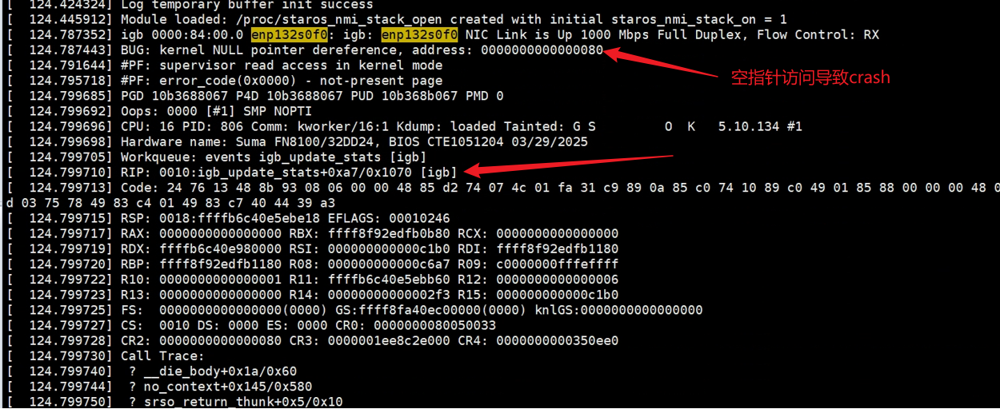 [  124.424324] Log temporary buffer init success
[  124.445912] Module loaded: /proc/staros_nmi_stack_open created with initial staros_nmi_stack_on = 1
[  124.787352] igb 0000:84:00.0 enp132s0f0: igb: enp132s0f0 NIC Link is Up 1000 Mbps Full Duplex, Flow Control: RX
[  124.787443] BUG: kernel NULL pointer dereference, address: 0000000000000080
[  124.791644] #PF: supervisor read access in kernel mode
空指针访问导致crash
[  124.795718] #PF: error_code(0x0000) - not-present page
[  124.799685] PGD 10b3688067 P4D 10b3688067 PUD 10b368b067 PMD 0
[  124.799692] Oops: 0000 [#1] SMP NOPTI
[  124.799696] CPU: 16 PID: 806 Comm: kworker/16:1 Kdump: loaded Tainted: G S         O  K   5.10.134 #1
[  124.799698] Hardware name: Suma FN8100/32DD24, BIOS CTE1051204 03/29/2025
[  124.799705] Workqueue: events igb_update_stats [igb]
[  124.799710] RIP: 0010:igb_update_stats+0xa7/0x1070 [igb]
[  124.799713] Code: 24 76 13 48 8b 93 08 06 00 00 48 85 d2 74 07 4c 01 fa 31 c9 89 0a 85 c0 74 10 89 c0 49 01 85 88 00 00 00 48 0
d 03 75 78 49 83 c4 01 49 83 c7 40 44 39 a3
[  124.799715] RSP: 0018:ffffb6c40e5ebe18 EFLAGS: 00010246
[  124.799717] RAX: 0000000000000000 RBX: ffff8f92edfb0b80 RCX: 0000000000000000
[  124.799719] RDX: ffffb6c40e980000 RSI: 000000000000c1b0 RDI: ffff8f92edfb1180
[  124.799720] RBP: ffff8f92edfb1180 R08: 000000000000c6a7 R09: c0000000fffeffff
[  124.799722] R10: 0000000000000001 R11: ffffb6c40e5ebb60 R12: 0000000000000006
[  124.799723] R13: 0000000000000000 R14: 00000000000002f3 R15: 000000000000c1b0
[  124.799725] FS:  0000000000000000(0000) GS:ffff8fa40ec00000(0000) knlGS:0000000000000000
[  124.799727] CS:  0010 DS: 0000 ES: 0000 CR0: 0000000080050033
[  124.799728] CR2: 0000000000000080 CR3: 0000001ee8c2e000 CR4: 0000000000350ee0
[  124.799730] Call Trace:
[  124.799740]  ? __die_body+0x1a/0x60
[  124.799744]  ? no_context+0x145/0x580
[  124.799750]  ? srso_return_thunk+0x5/0x10